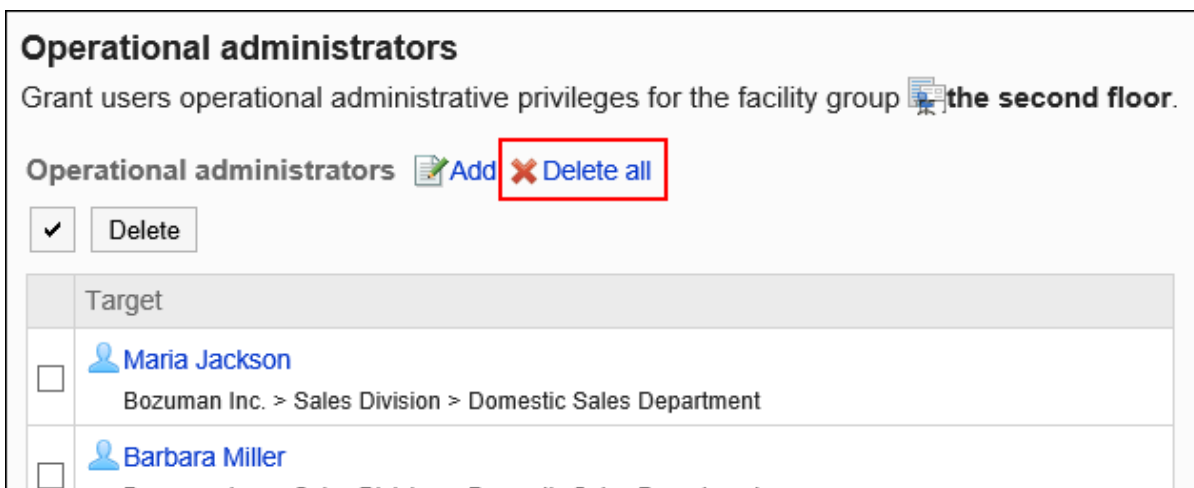 Operational administrators
Grant users operational administrative privileges for the facility group the second floor.
Operational administrators Add Delete all
Delete
Target
Maria Jackson
Bozuman Inc. > Sales Division > Domestic Sales Department
Barbara Miller